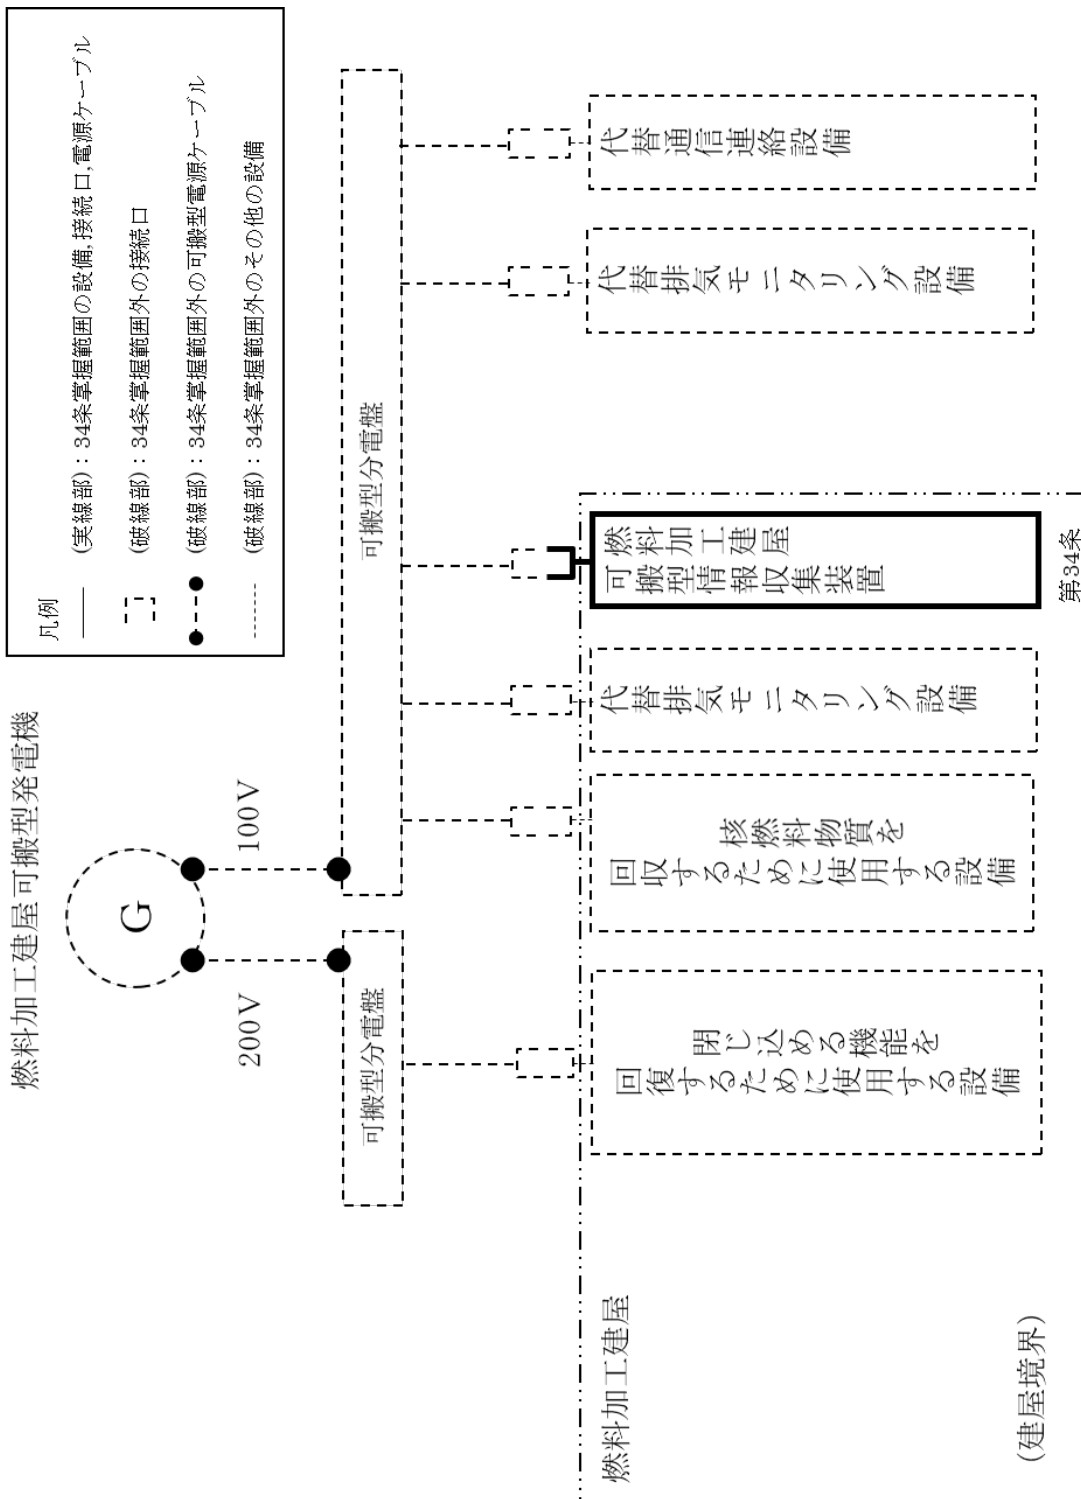 燃料加工建屋可搬型発電機
G
200V
100V
凡例
(実線部)：34条掌握範囲の設備,接続口,電源ケーブル
(破線部)：34条掌握範囲外の接続口
(破線部)：34条掌握範囲外の可搬型電源ケーブル
(破線部)：34条掌握範囲外のその他の設備
可搬型分電盤
可搬型分電盤
燃料加工建屋
(建屋境界)
閉じ込める機能を
回復するために使用する設備
核燃料物質を
回収するために使用する設備
代替排気モニタリング設備
燃料加工建屋
可搬型情報収集装置
第34条
代替排気モニタリング設備
代替通信連絡設備